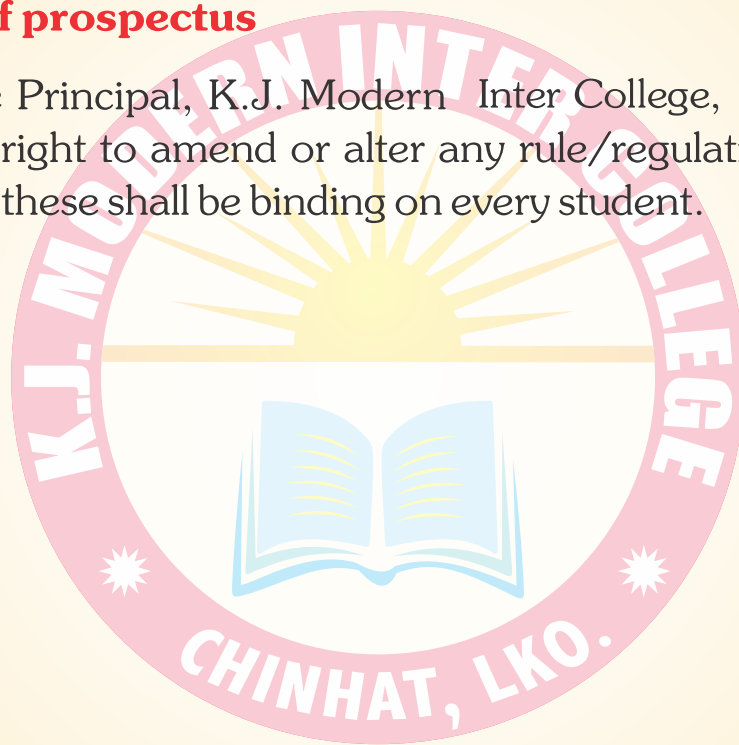 f prospectus
Principal, K.J. Modern Inter College,
right to amend or alter any rule/regulati
these shall be binding on every student.
K.J. MODERN INTER COLLEGE
CHINHAT, LKO.